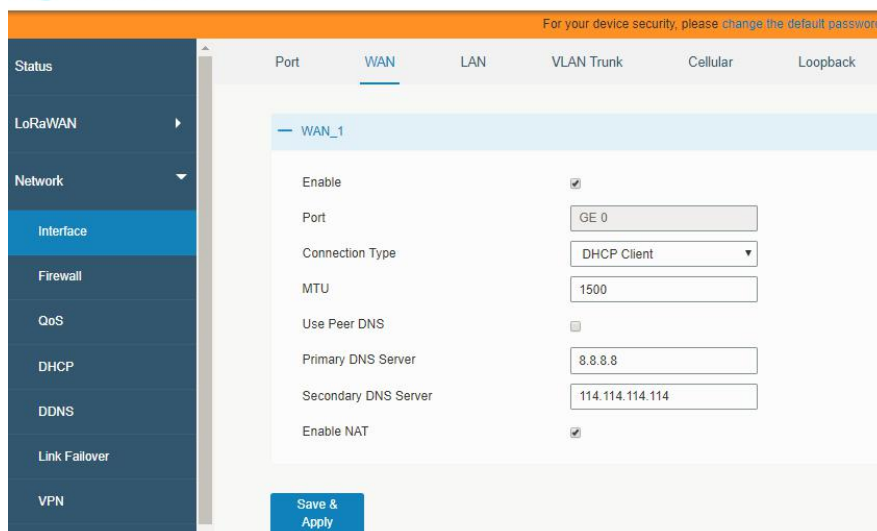 For your device security, please change the default password
Status
LoRaWAN
Network
Interface
Firewall
QoS
DHCP
DDNS
Link Failover
VPN
Port WAN LAN VLAN Trunk Cellular Loopback
WAN_1
Enable
Port GE 0
Connection Type DHCP Client
MTU 1500
Use Peer DNS
Primary DNS Server 8.8.8.8
Secondary DNS Server 114.114.114.114
Enable NAT
Save &
Apply